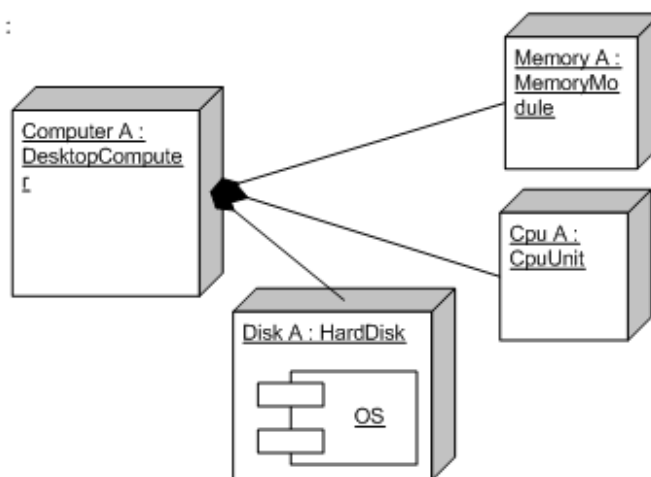 :
Memory A :
MemoryMo
dule
Computer A :
DesktopCompute
r
Cpu A :
CpuUnit
Disk A : HardDisk
OS